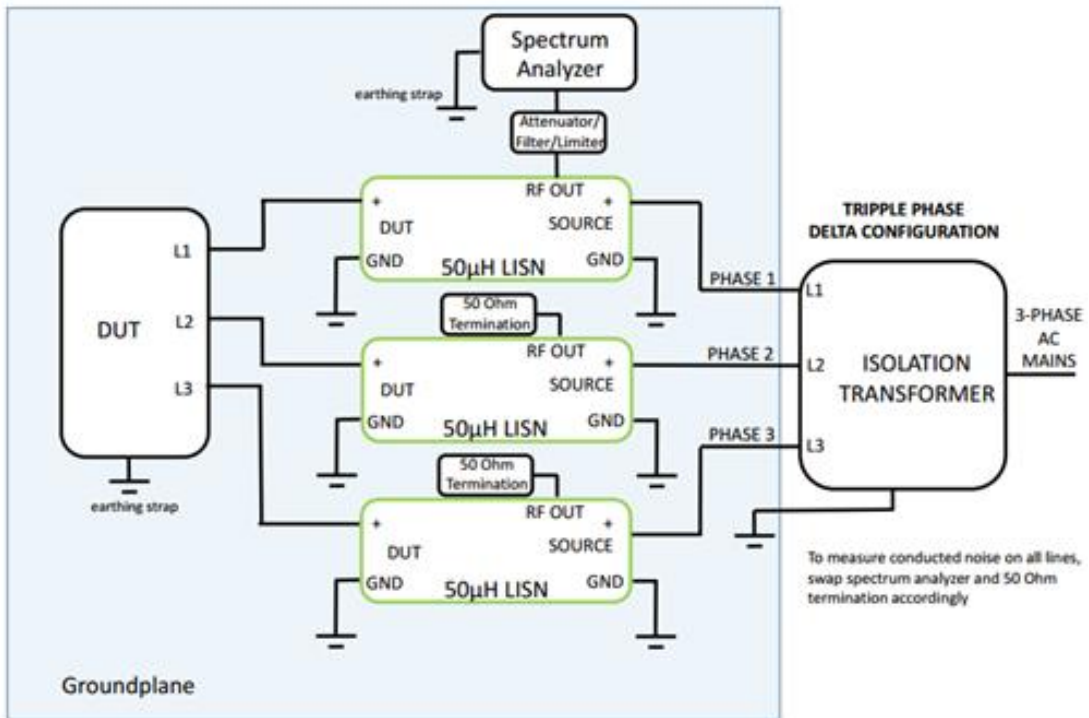 Spectrum
Analyzer
earthing strap
Attenuator/
Filter/Limiter
RF OUT
+
+
DUT
SOURCE
GND
GND
50µH LISN
L1
L2
L3
DUT
earthing strap
50 Ohm
Termination
RF OUT
+
+
DUT
SOURCE
GND
GND
50µH LISN
50 Ohm
Termination
RF OUT
+
+
DUT
SOURCE
GND
GND
50µH LISN
TRIPPLE PHASE
DELTA CONFIGURATION
PHASE 1
PHASE 2
PHASE 3
L1
L2
L3
ISOLATION
TRANSFORMER
3-PHASE
AC
MAINS
To measure conducted noise on all lines,
swap spectrum analyzer and 50 Ohm
termination accordingly
Groundplane